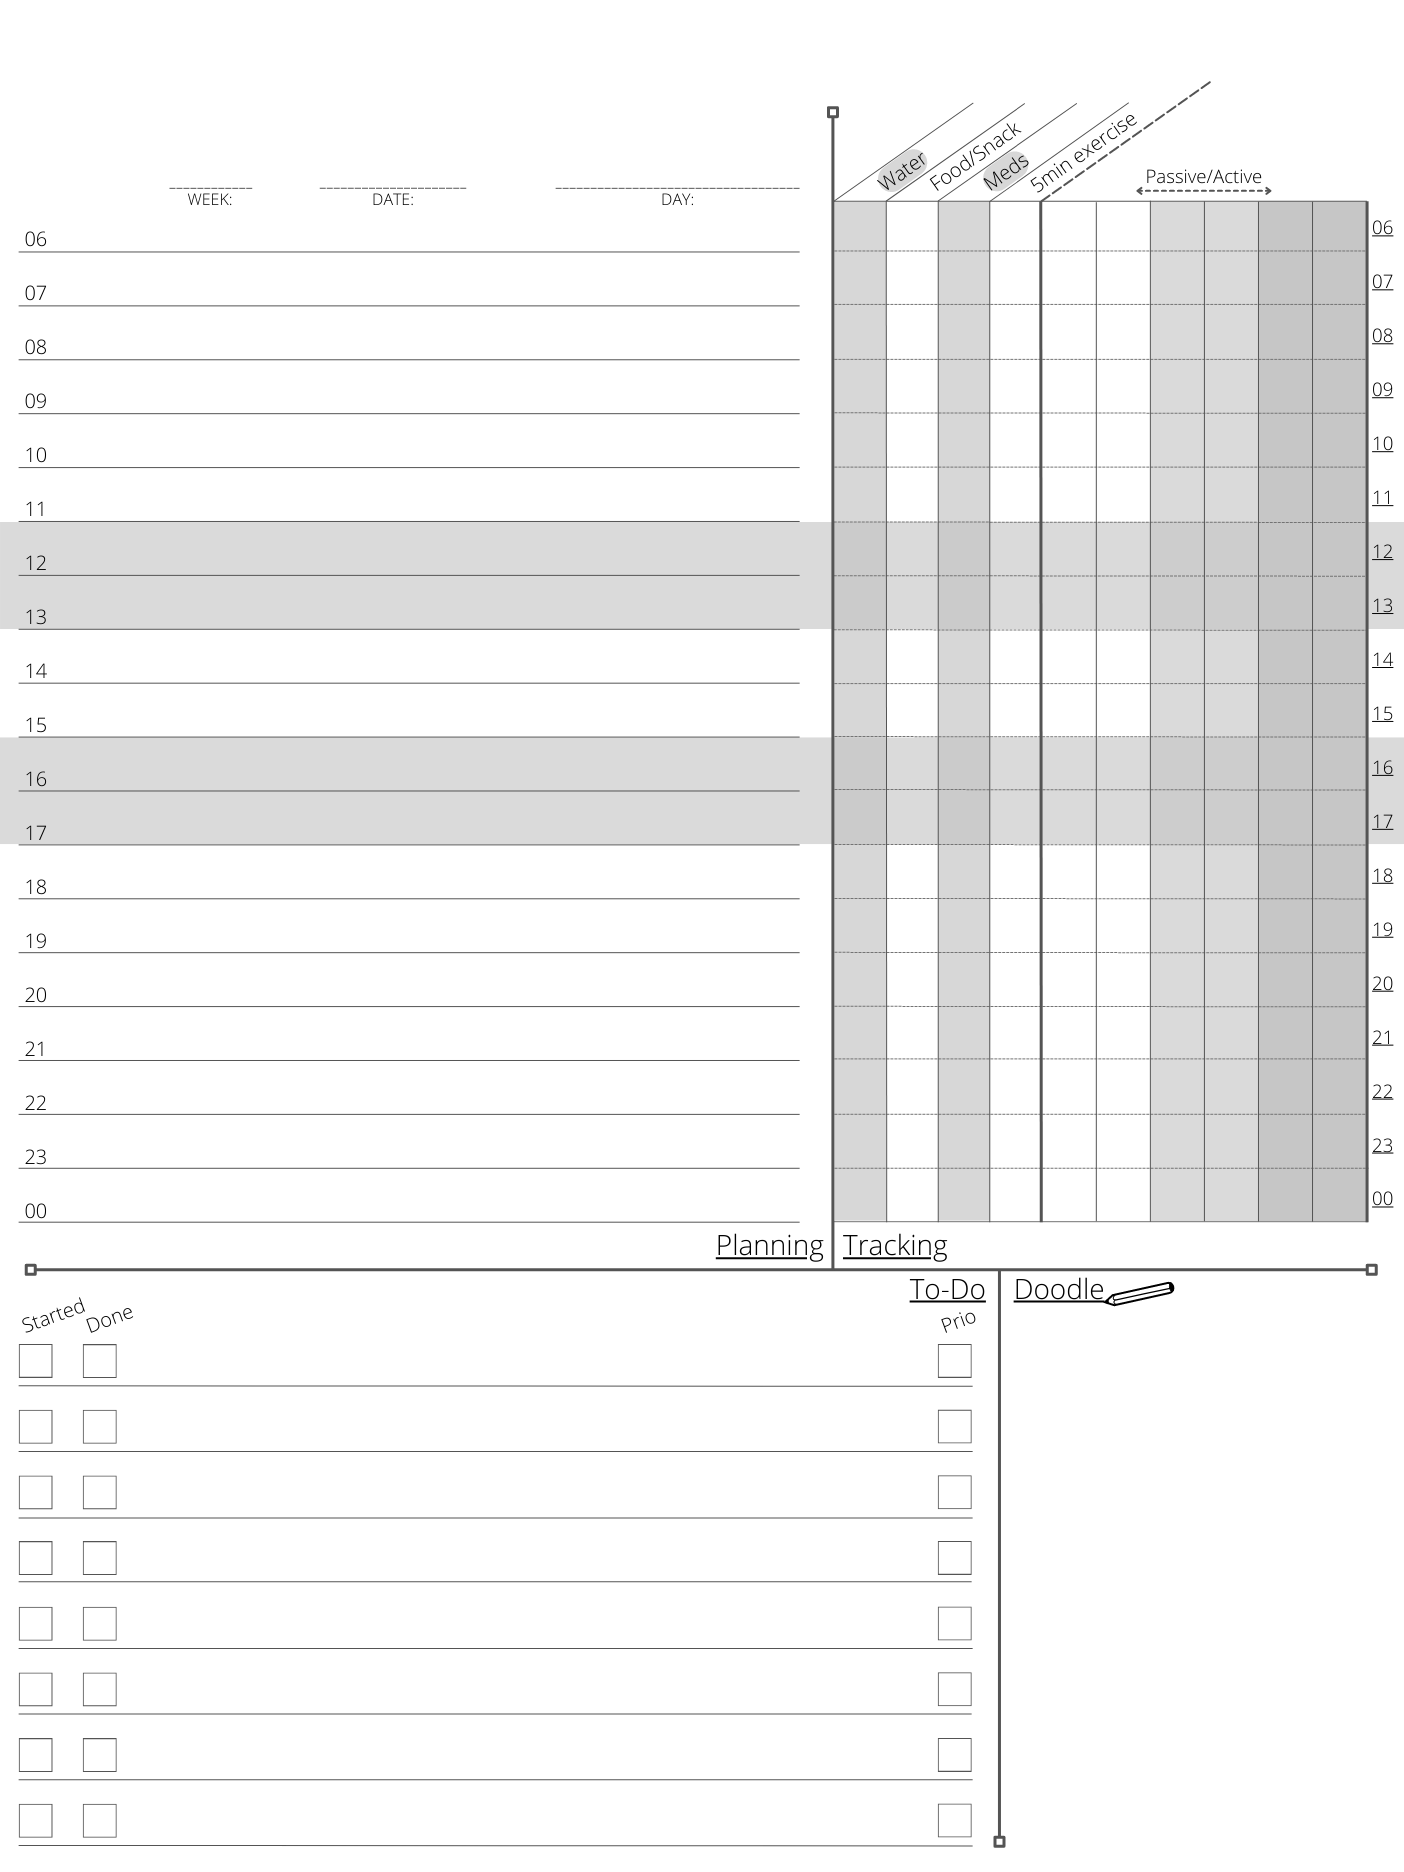 Water
Food/Snack
Meds
5min exercise
Passive/Active
WEEK: DATE: DAY:
06 06
07 07
08 08
09 09
10 10
11 11
12 12
13 13
14 14
15 15
16 16
17 17
18 18
19 19
20 20
21 21
22 22
23 23
00 00
Planning Tracking
To-Do Doodle
Started Done Prio